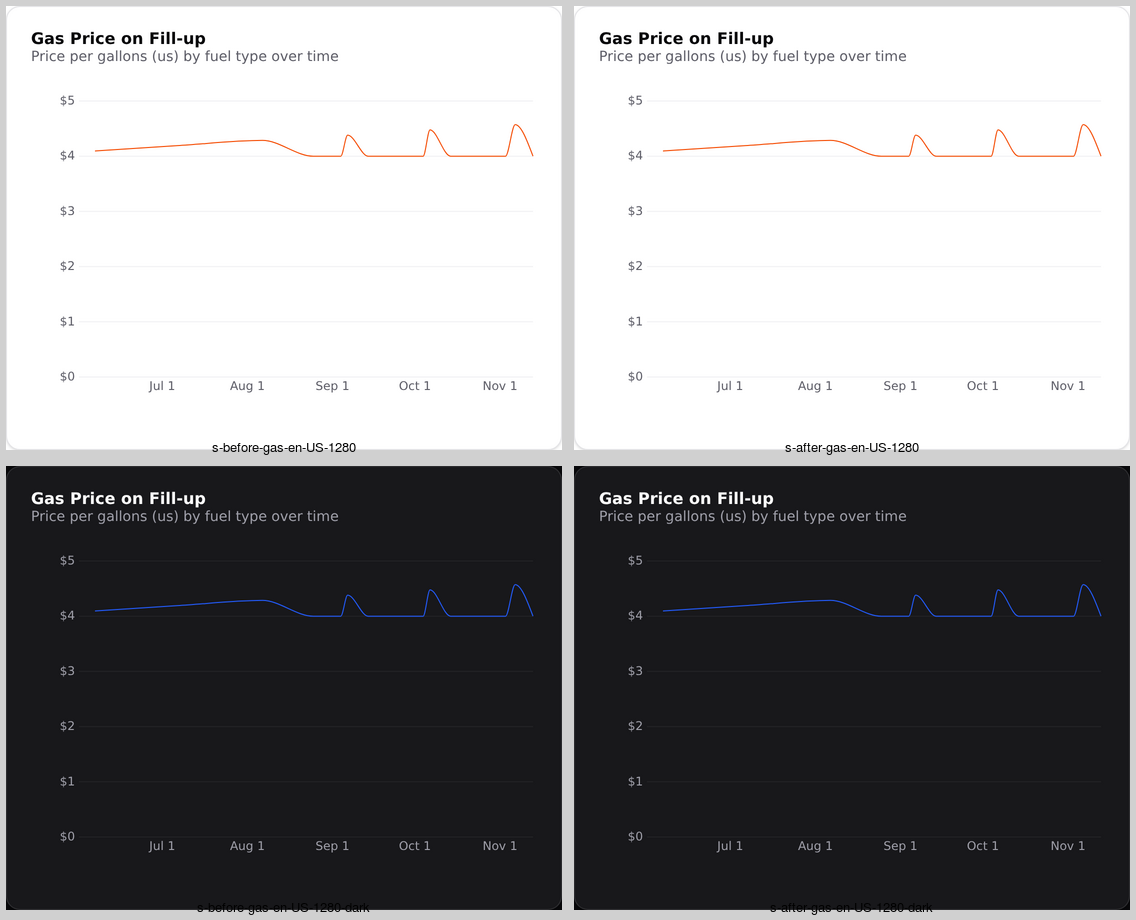 Gas Price on Fill-up
Price per gallons (us) by fuel type over time
$5
$4
$3
$2
$1
$0
Jul 1 Aug 1 Sep 1 Oct 1 Nov 1
s-before-gas-en-US-1280
Gas Price on Fill-up
Price per gallons (us) by fuel type over time
$5
$4
$3
$2
$1
$0
Jul 1 Aug 1 Sep 1 Oct 1 Nov 1
s-after-gas-en-US-1280
Gas Price on Fill-up
Price per gallons (us) by fuel type over time
$5
$4
$3
$2
$1
$0
Jul 1 Aug 1 Sep 1 Oct 1 Nov 1
s-before-gas-en-US-1280-dark
Gas Price on Fill-up
Price per gallons (us) by fuel type over time
$5
$4
$3
$2
$1
$0
Jul 1 Aug 1 Sep 1 Oct 1 Nov 1
s-after-gas-en-US-1280-dark